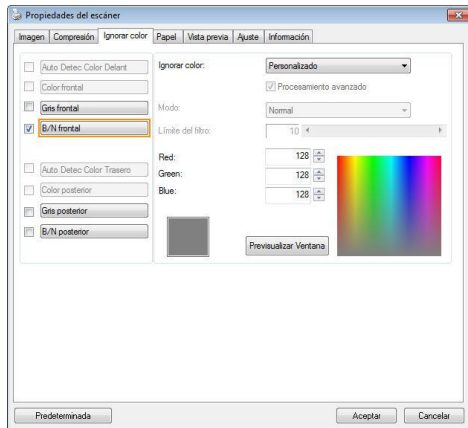 Propiedades del escáner
Imagen Compresión Ignorar color Papel Vista previa Ajuste Información
Auto Detec Color Delant
Color frontal
Gris frontal
B/N frontal
Auto Detec Color Trasero
Color posterior
Gris posterior
B/N posterior
Ignorar color: Personalizado
Procesamiento avanzado
Modo: Normal
Límite del filtro: 10
Red: 128
Green: 128
Blue: 128
Previsualizar Ventana
Predeterminada Aceptar Cancelar